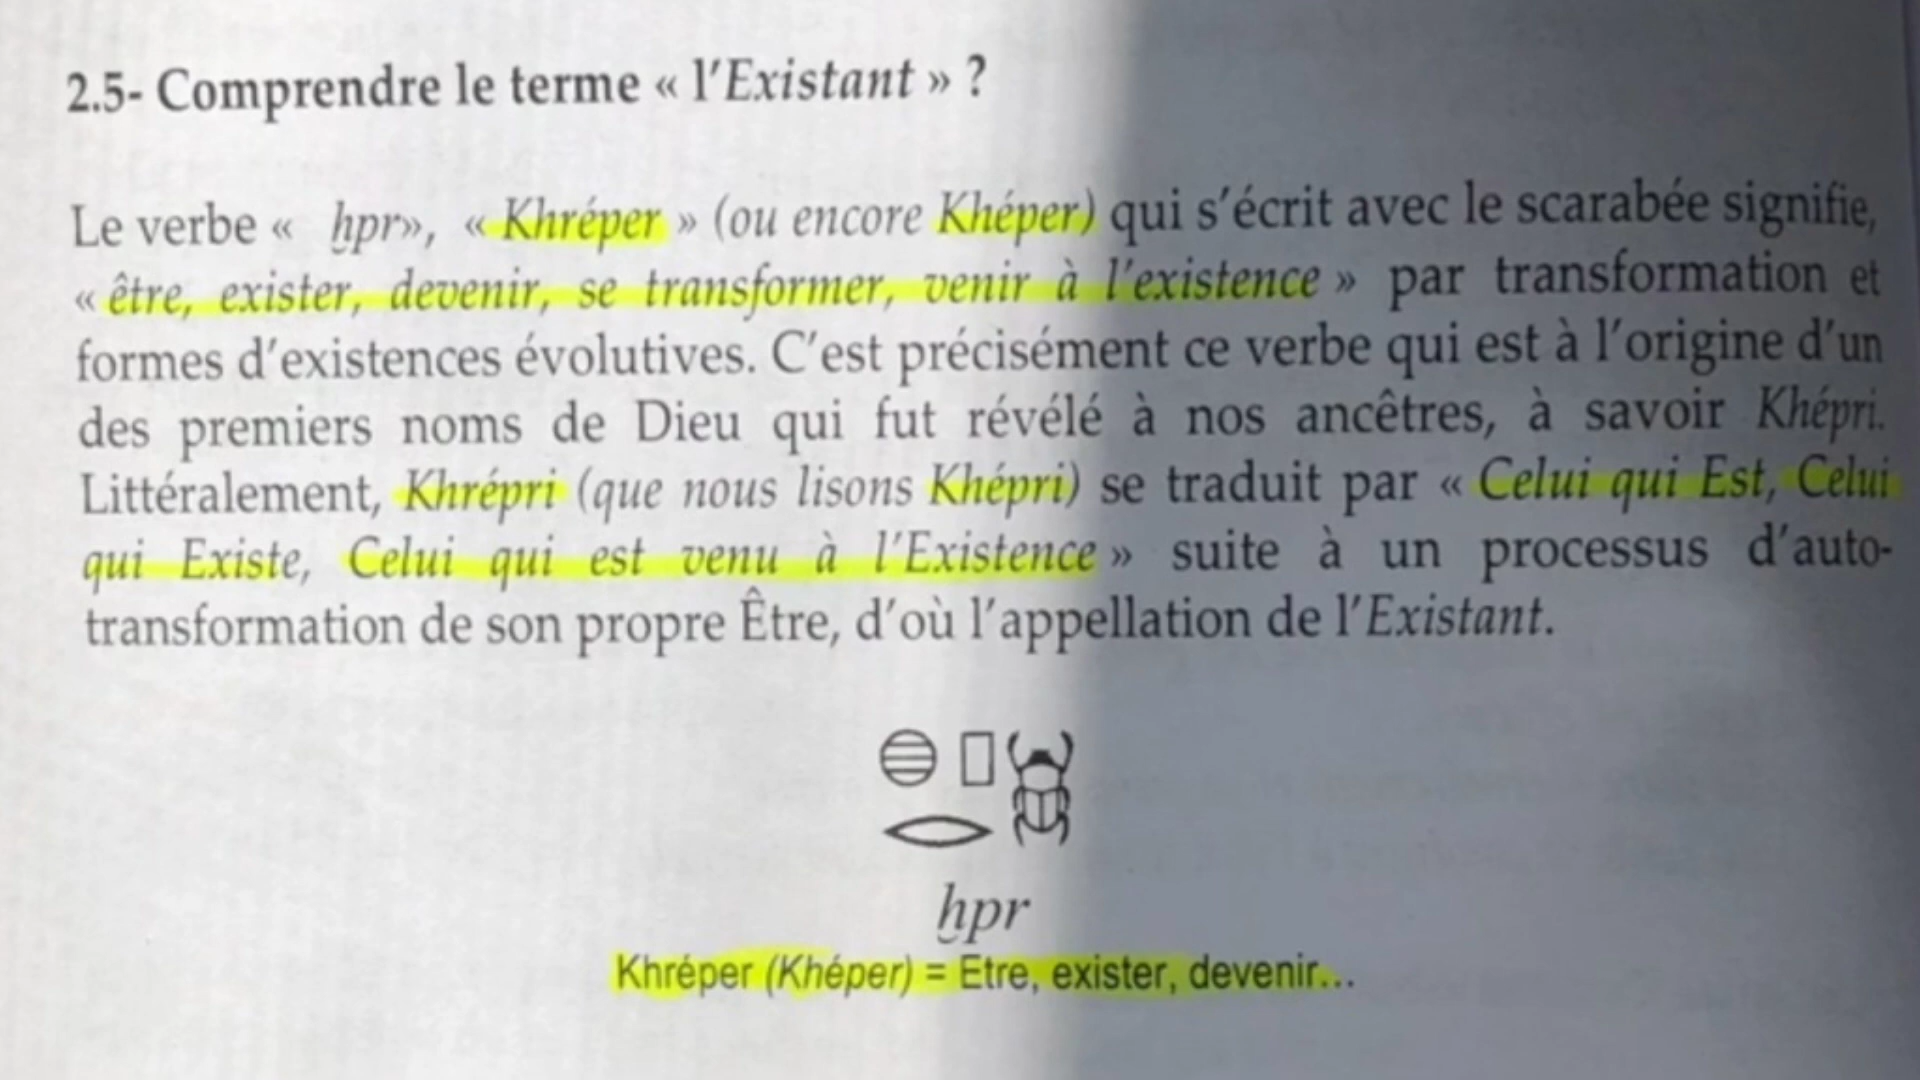 2.5- Comprendre le terme « l'Existant » ?
Le verbe « ḫpr», « Khréper » (ou encore Khéper) qui s'écrit avec le scarabée signifie,
« être, exister, devenir, se transformer, venir à l'existence » par transformation et
formes d'existences évolutives. C'est précisément ce verbe qui est à l'origine d'un
des premiers noms de Dieu qui fut révélé à nos ancêtres, à savoir Khépri.
Littéralement, Khrépri (que nous lisons Khépri) se traduit par « Celui qui Est, Celui
qui Existe, Celui qui est venu à l'Existence » suite à un processus d'auto-
transformation de son propre Être, d'où l'appellation de l'Existant.
ḫpr
Khréper (Khéper) = Etre, exister, devenir...